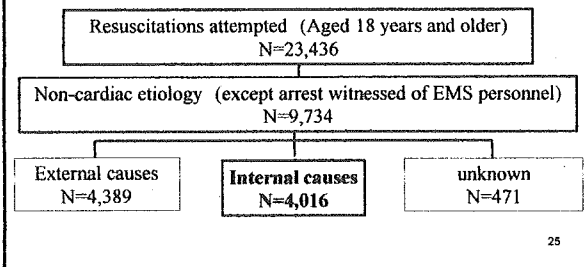 Resuscitations attempted (Aged 18 years and older)
N=23,436
Non-cardiac etiology (except arrest witnessed of EMS personnel)
N=9,734
External causes
N=4,389
Internal causes
N=4,016
unknown
N=471
25